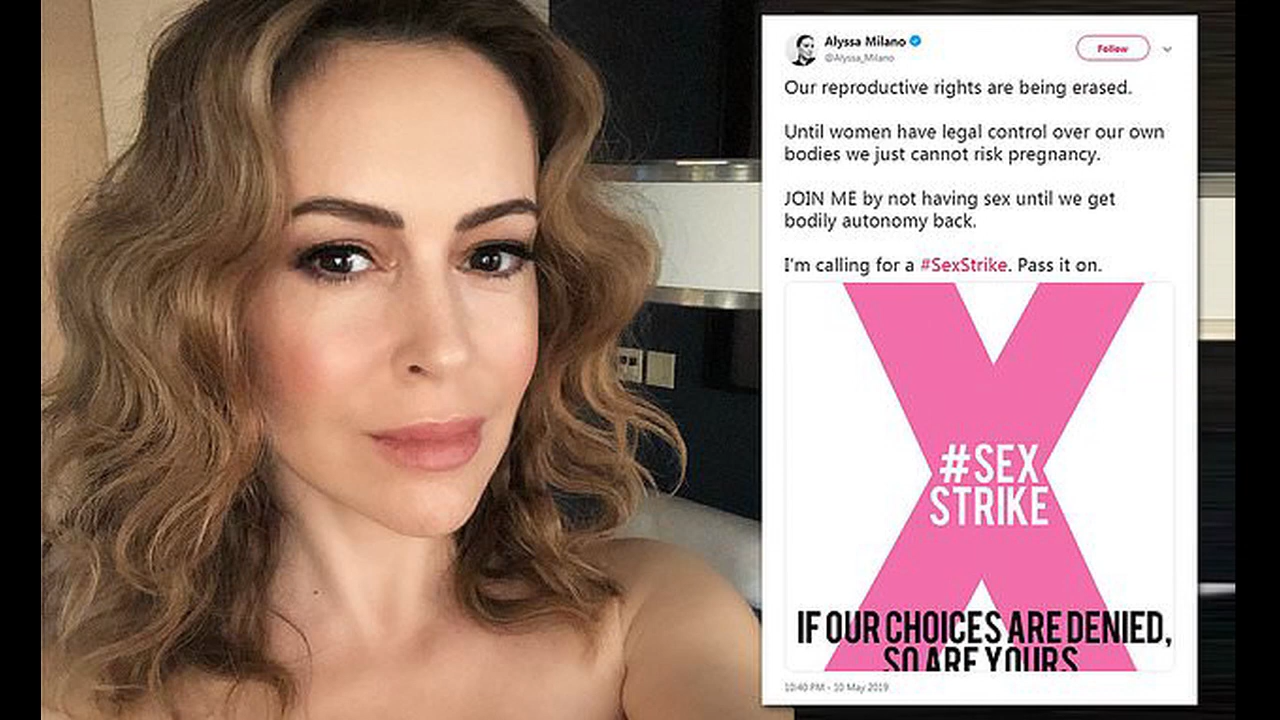 Alyssa Milano
@Alyssa_Milano
Follow
Our reproductive rights are being erased.
Until women have legal control over our own
bodies we just cannot risk pregnancy.
JOIN ME by not having sex until we get
bodily autonomy back.
I'm calling for a #SexStrike. Pass it on.
#SEX
STRIKE
IF OUR CHOICES ARE DENIED,
SO ARE YOURS
10:40 PM - 10 May 2019